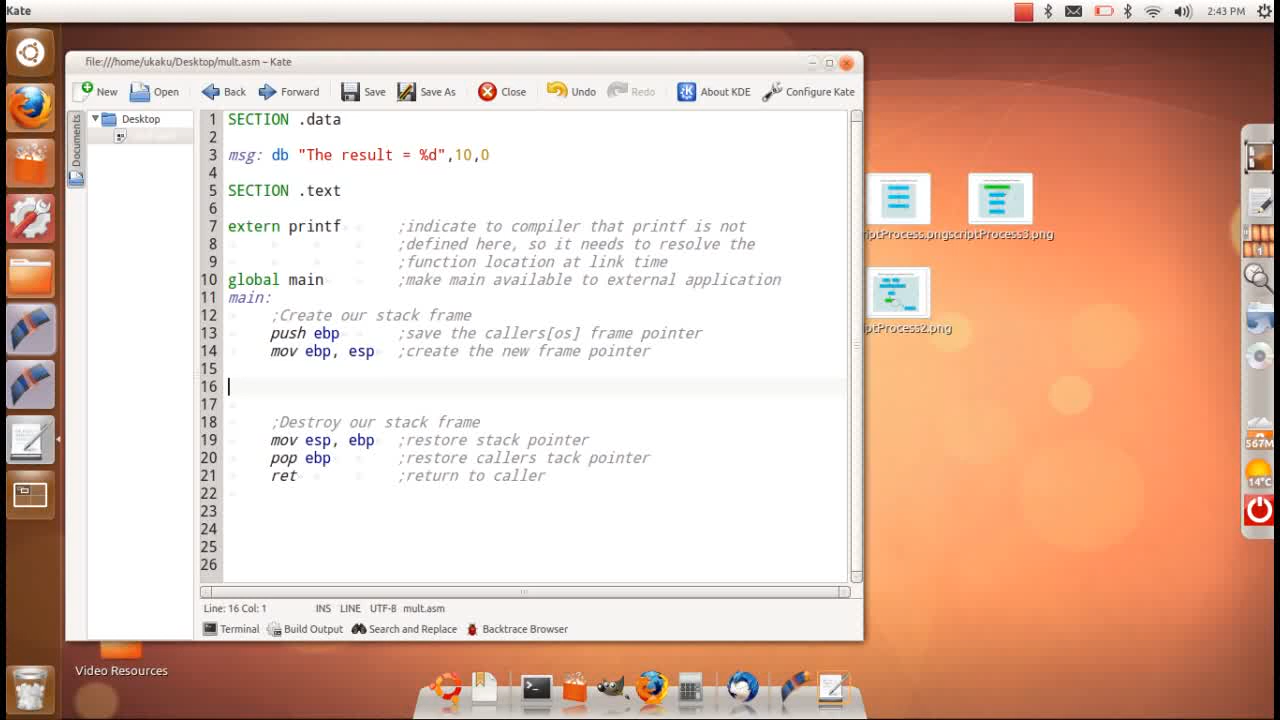 Kate
2:43 PM
file:///home/ukaku/Desktop/mult.asm – Kate
New Open Back Forward Save Save As Close Undo Redo About KDE Configure Kate
Documents
Desktop
1 SECTION .data
2
3 msg: db "The result = %d",10,0
4
5 SECTION .text
6
7 extern printf ;indicate to compiler that printf is not
8 ;defined here, so it needs to resolve the
9 ;function location at link time
10 global main ;make main available to external application
11 main:
12 ;Create our stack frame
13 push ebp ;save the callers[os] frame pointer
14 mov ebp, esp ;create the new frame pointer
15
16
17
18 ;Destroy our stack frame
19 mov esp, ebp ;restore stack pointer
20 pop ebp ;restore callers tack pointer
21 ret ;return to caller
22
23
24
25
26
Line: 16 Col: 1 INS LINE UTF-8 mult.asm
Terminal Build Output Search and Replace Backtrace Browser
iptProcess.png
scriptProcess3.png
iptProcess2.png
1
567M
14°C
Video Resources